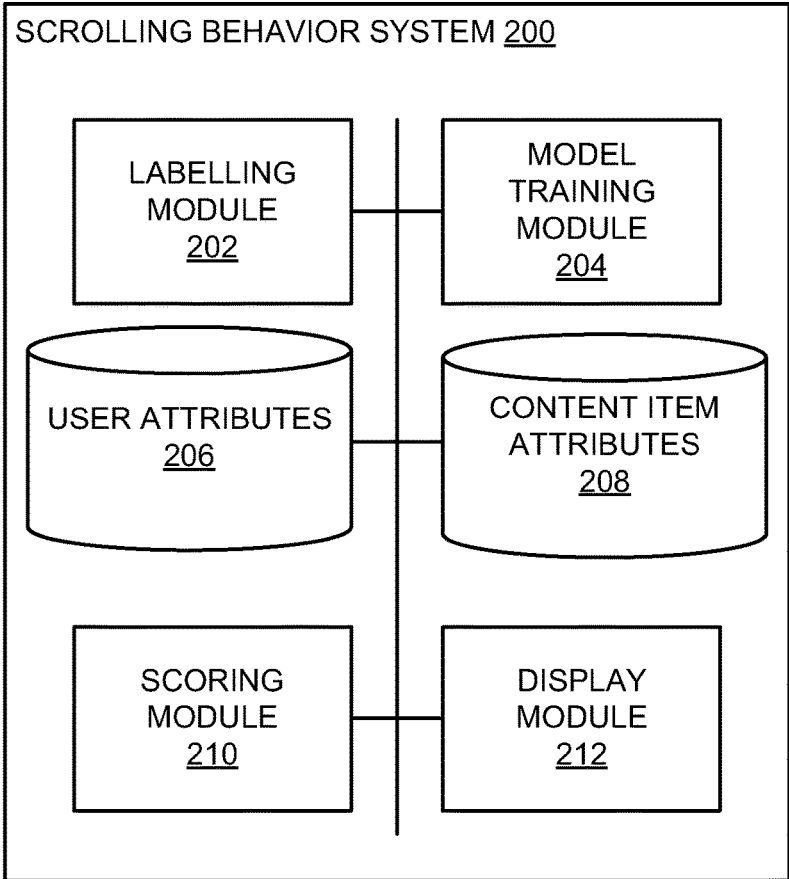 SCROLLING BEHAVIOR SYSTEM 200
LABELLING
MODULE
202
MODEL
TRAINING
MODULE
204
USER ATTRIBUTES
206
CONTENT ITEM
ATTRIBUTES
208
SCORING
MODULE
210
DISPLAY
MODULE
212